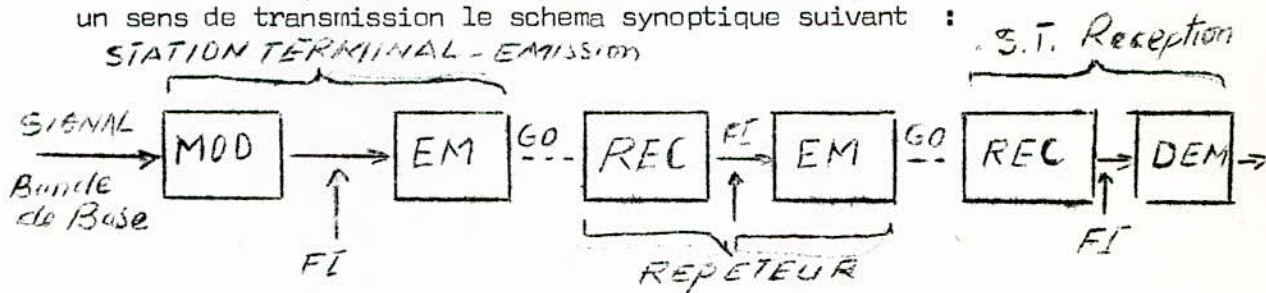 un sens de transmission le schema synoptique suivant :
STATION TERMINAL - EMISSION
S.T. Reception
SIGNAL
Bande
de Base
MOD
FI
EM
GO
REC
FI
EM
GO
REC
FI
DEM
REPETEUR